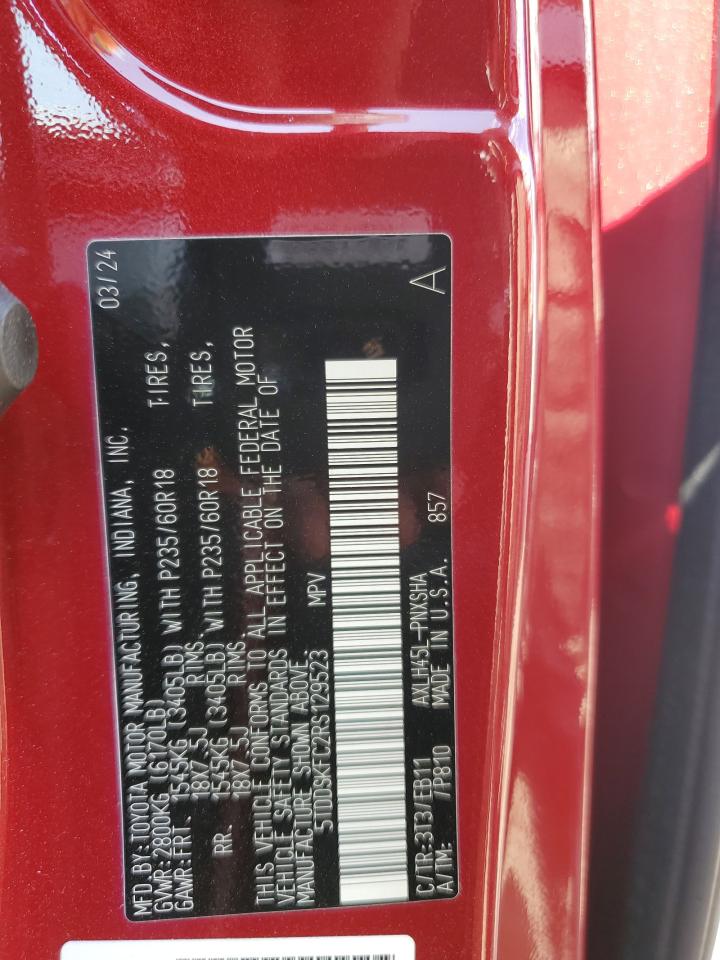 MFD.BY:TOYOTA MOTOR MANUFACTURING, INDIANA, INC. 03/24
GVWR:2800KG (6170LB)
GAWR:FRT. 1545KG (3405LB) WITH P235/60R18 TIRES,
18X7.5J RIMS.
RR. 1545KG (3405LB) WITH P235/60R18 TIRES,
18X7.5J RIMS.
THIS VEHICLE CONFORMS TO ALL APPLICABLE FEDERAL MOTOR
VEHICLE SAFETY STANDARDS IN EFFECT ON THE DATE OF
MANUFACTURE SHOWN ABOVE.
5TDDSKFC2RS129523 MPV
C/TR:3T3/EB11 AXLH45L-PNXSHA
A/TM: /P810 MADE IN U.S.A. 857 A